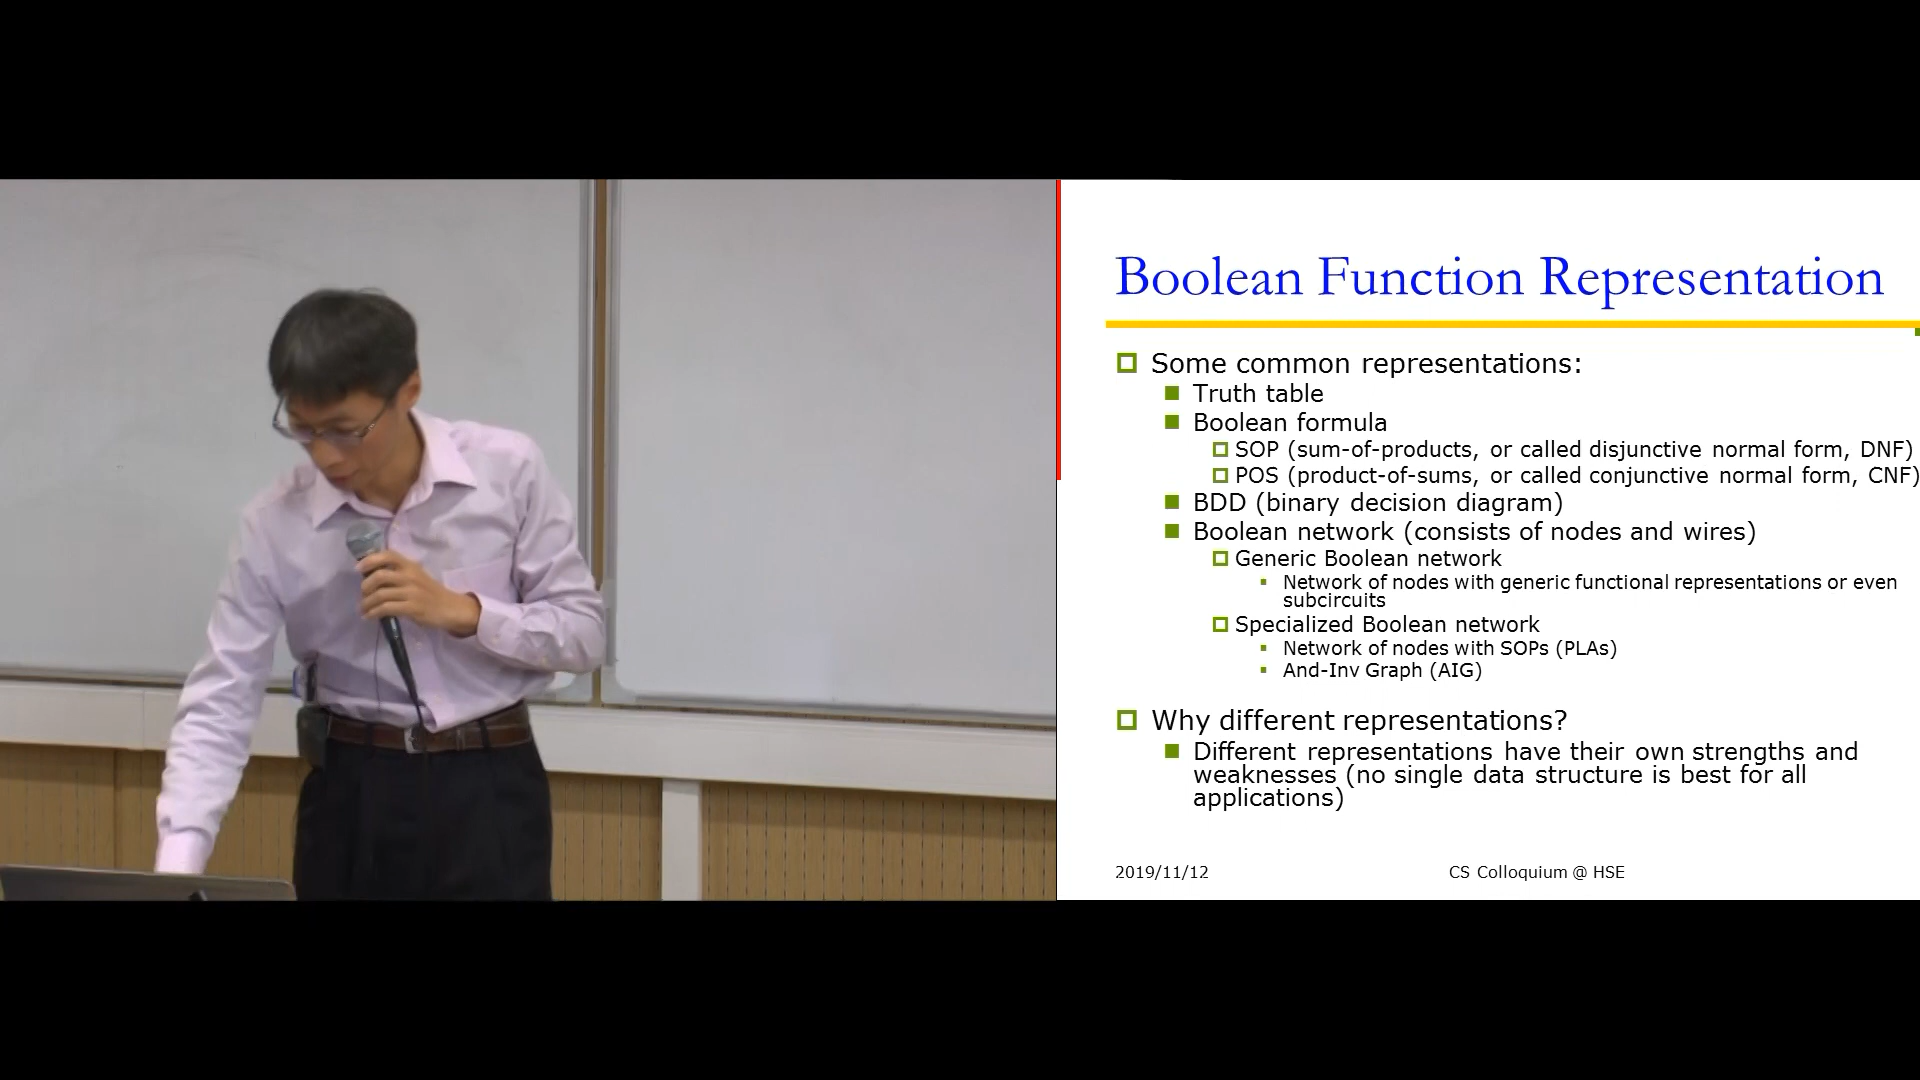 Boolean Function Representation
Some common representations:
Truth table
Boolean formula
SOP (sum-of-products, or called disjunctive normal form, DNF)
POS (product-of-sums, or called conjunctive normal form, CNF)
BDD (binary decision diagram)
Boolean network (consists of nodes and wires)
Generic Boolean network
Network of nodes with generic functional representations or even
subcircuits
Specialized Boolean network
Network of nodes with SOPs (PLAs)
And-Inv Graph (AIG)
Why different representations?
Different representations have their own strengths and
weaknesses (no single data structure is best for all
applications)
2019/11/12
CS Colloquium @ HSE